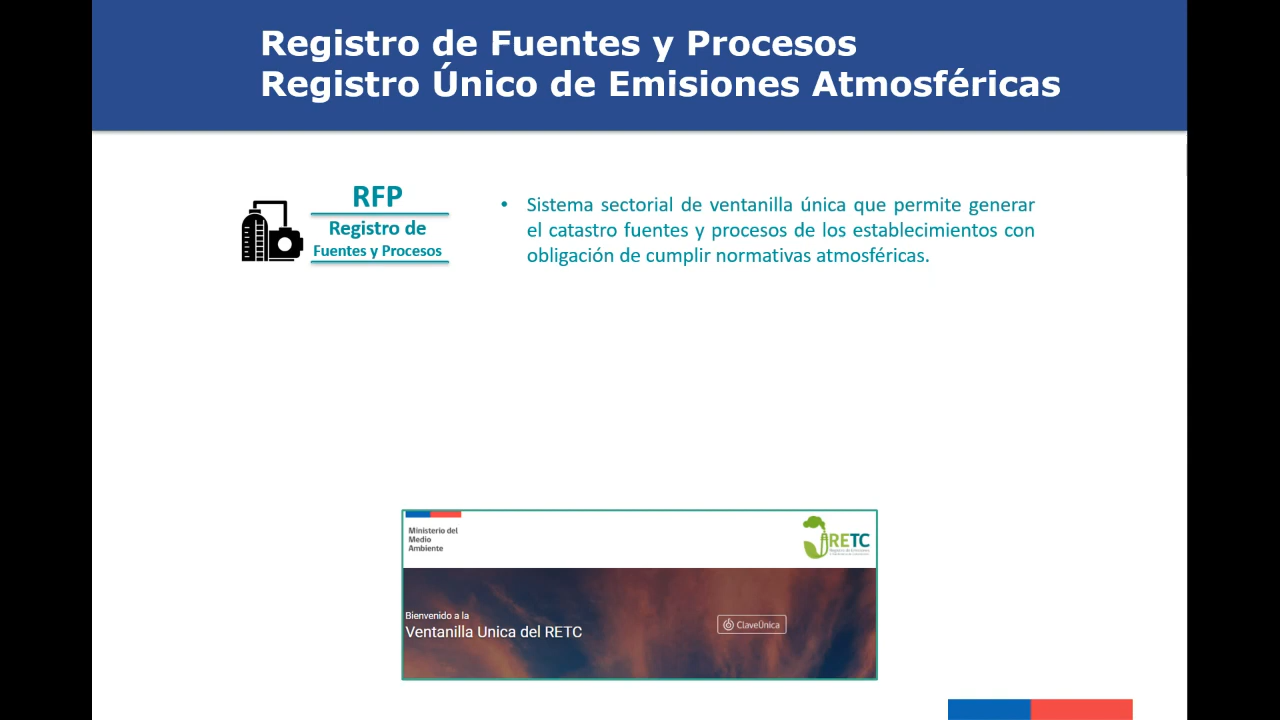 Registro de Fuentes y Procesos
Registro Único de Emisiones Atmosféricas
RFP
Registro de
Fuentes y Procesos
• Sistema sectorial de ventanilla única que permite generar
el catastro fuentes y procesos de los establecimientos con
obligación de cumplir normativas atmosféricas.
Ministerio del
Medio
Ambiente
RETC
Bienvenido a la
Ventanilla Unica del RETC
ClaveÚnica